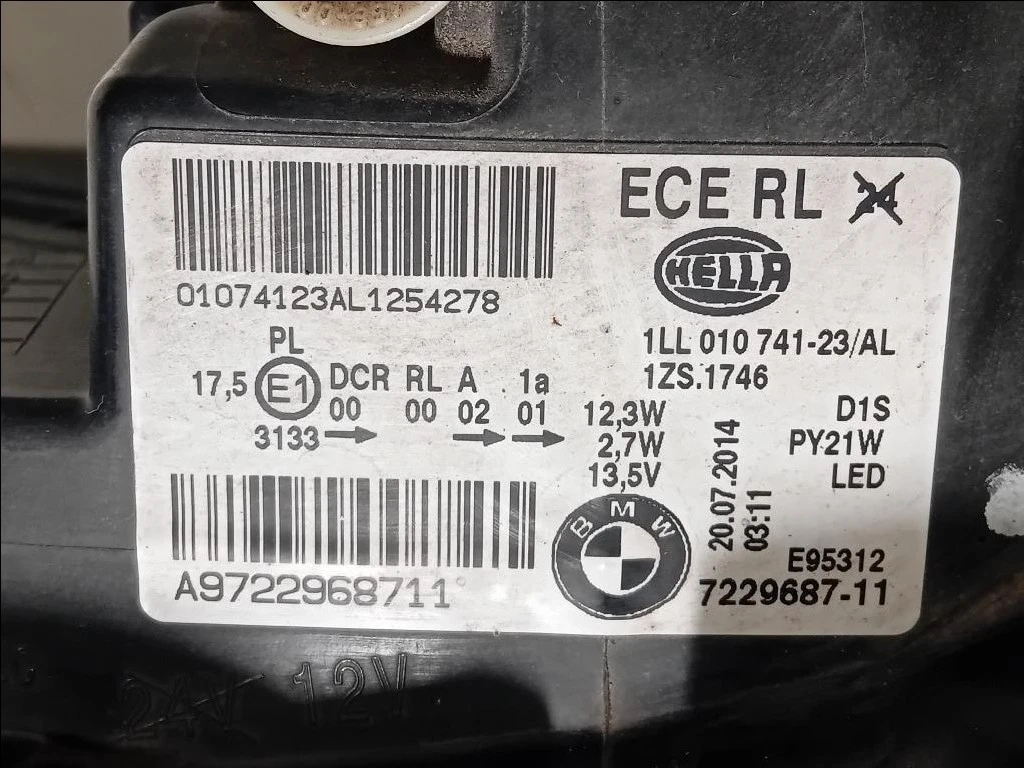 ECE RL 24
HELLA
01074123AL1254278
1LL 010 741-23/AL
1ZS.1746
PL
17,5 E1 DCR RL A . 1a
00 00 02 01
3133
12,3W D1S
2,7W PY21W
13,5V LED
20.07.2014
03:11
BMW
E95312
7229687-11
A9722968711
24V 12V